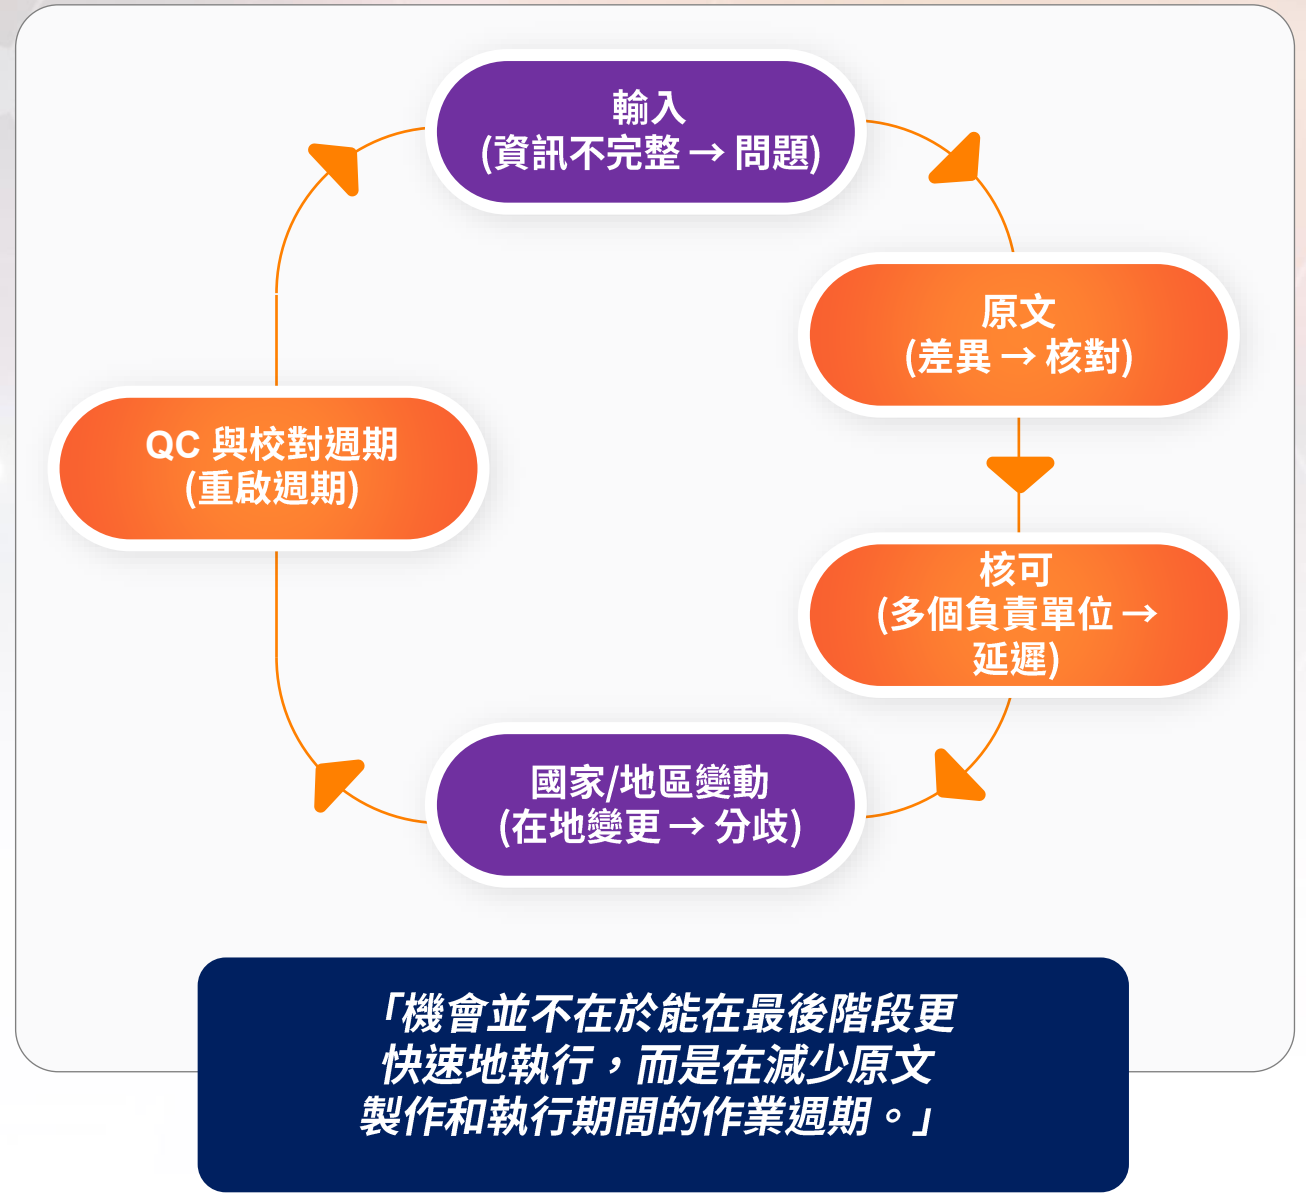 輸入
(資訊不完整 → 問題)
原文
(差異 → 核對)
核可
(多個負責單位 →
延遲)
國家/地區變動
(在地變更 → 分歧)
QC 與校對週期
(重啟週期)
「機會並不在於能在最後階段更
快速地執行，而是在減少原文
製作和執行期間的作業週期。」